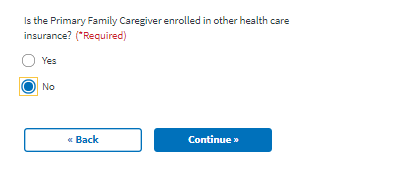 Is the Primary Family Caregiver enrolled in other health care
insurance? (*Required)
Yes
No
« Back
Continue »